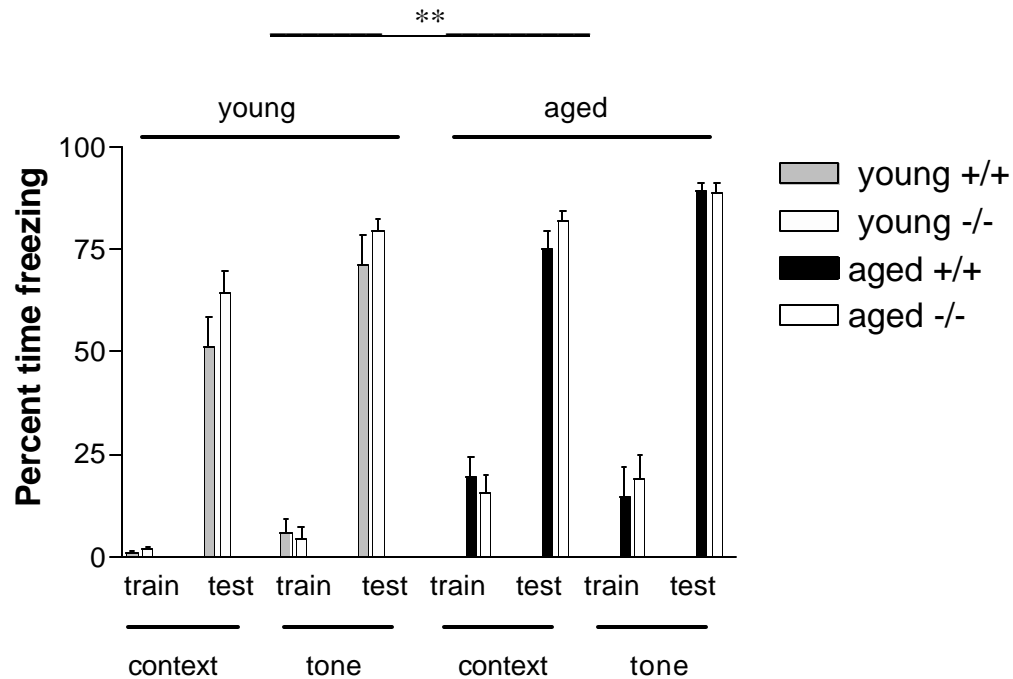 **
young aged
100
75
50
25
0
Percent time freezing
young +/+
young -/-
aged +/+
aged -/-
train test train test train test train test
context tone context tone